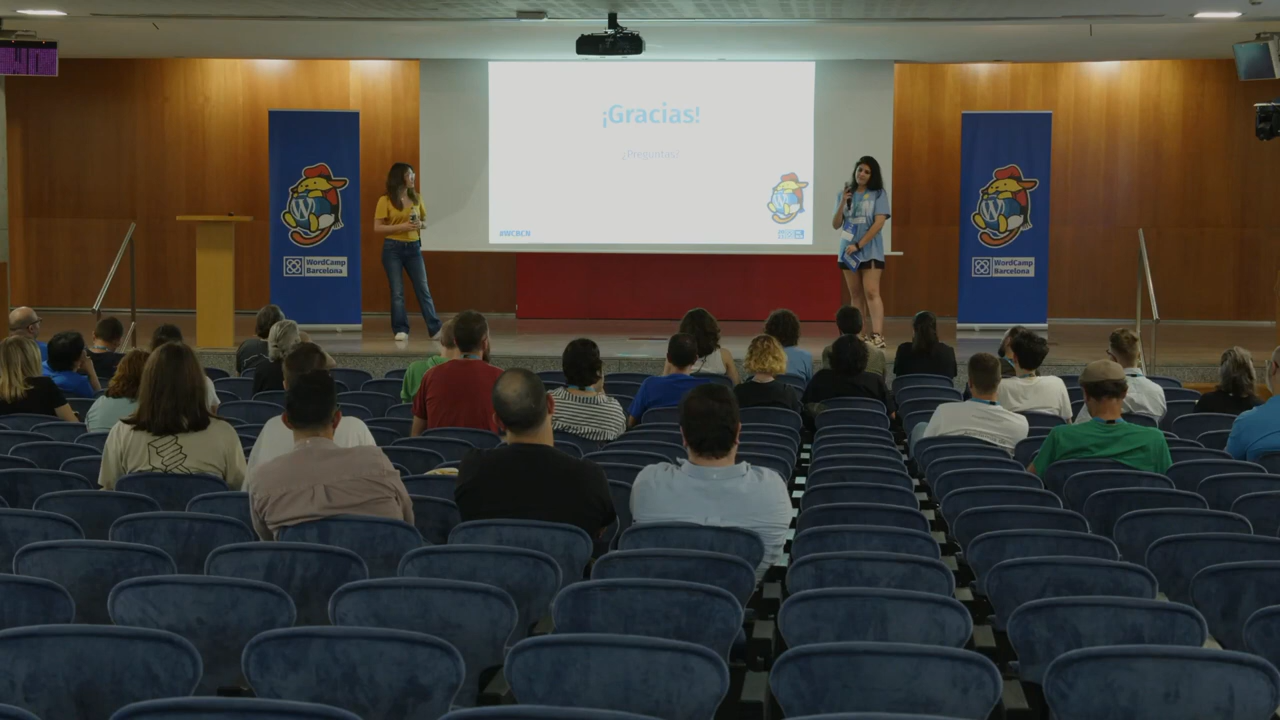 ¡Gracias!
¿Preguntas?
#WCBCN
WordCamp
Barcelona
WordCamp
Barcelona